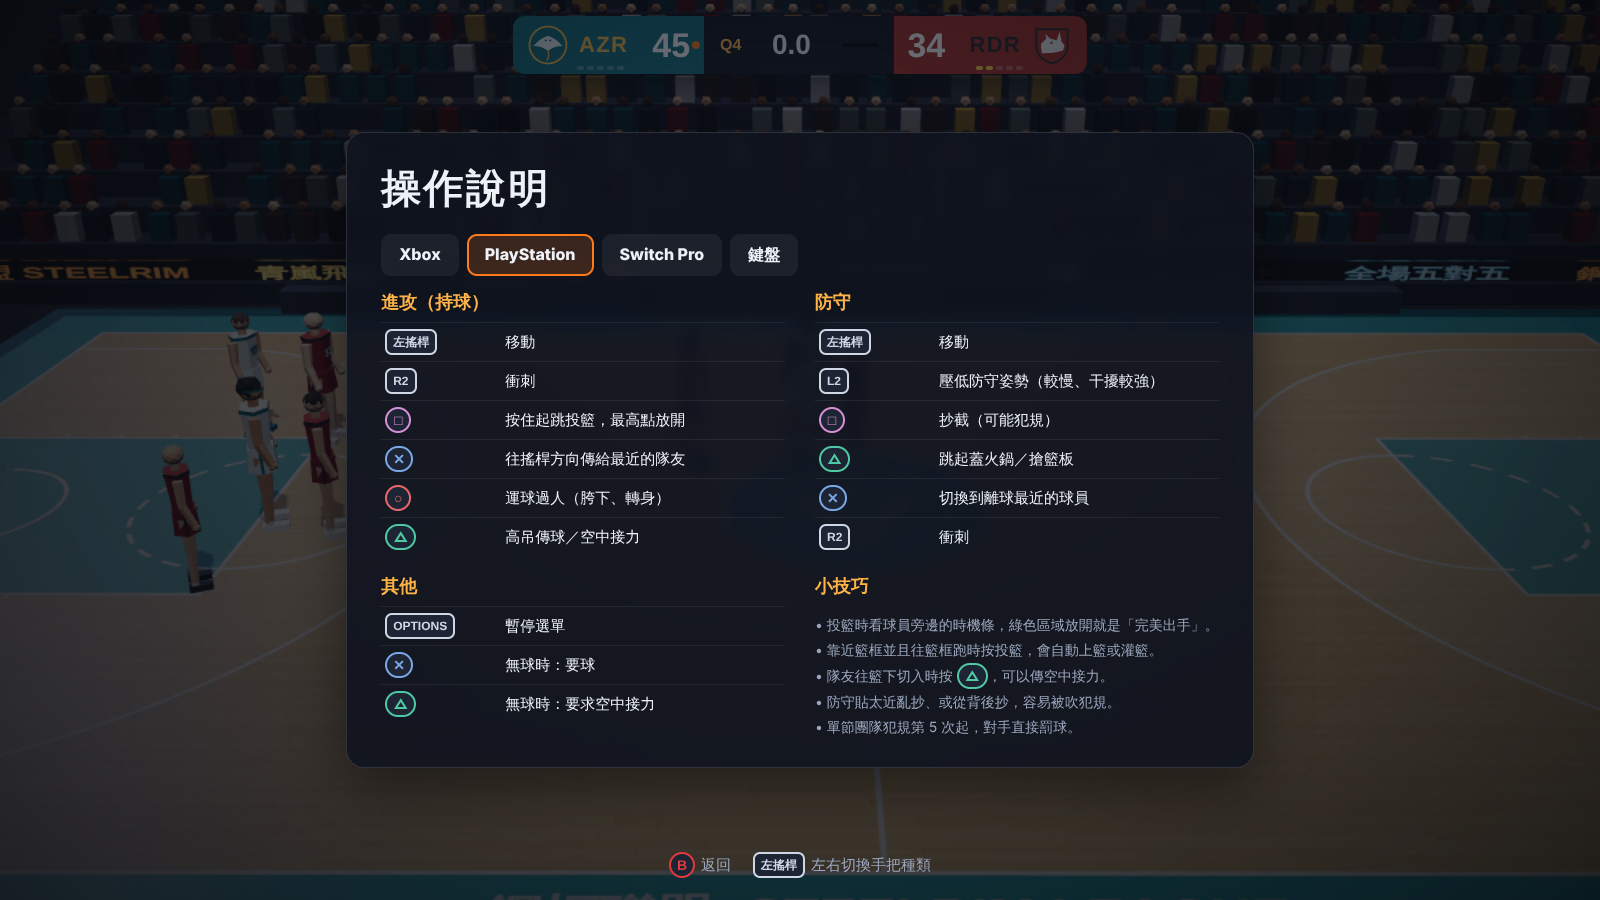 AZR 45 Q4 0.0 34 RDR
操作說明
Xbox PlayStation Switch Pro 鍵盤
STEELRIM 青嵐飛 全場五對五
進攻（持球）
左搖桿 移動
R2 衝刺
□ 按住起跳投籃，最高點放開
✕ 往搖桿方向傳給最近的隊友
○ 運球過人（胯下、轉身）
△ 高吊傳球／空中接力
防守
左搖桿 移動
L2 壓低防守姿勢（較慢、干擾較強）
□ 抄截（可能犯規）
△ 跳起蓋火鍋／搶籃板
✕ 切換到離球最近的球員
R2 衝刺
其他
OPTIONS 暫停選單
✕ 無球時：要球
△ 無球時：要求空中接力
小技巧
• 投籃時看球員旁邊的時機條，綠色區域放開就是「完美出手」。
• 靠近籃框並且往籃框跑時按投籃，會自動上籃或灌籃。
• 隊友往籃下切入時按 △，可以傳空中接力。
• 防守貼太近亂抄、或從背後抄，容易被吹犯規。
• 單節團隊犯規第 5 次起，對手直接罰球。
B 返回 左搖桿 左右切換手把種類